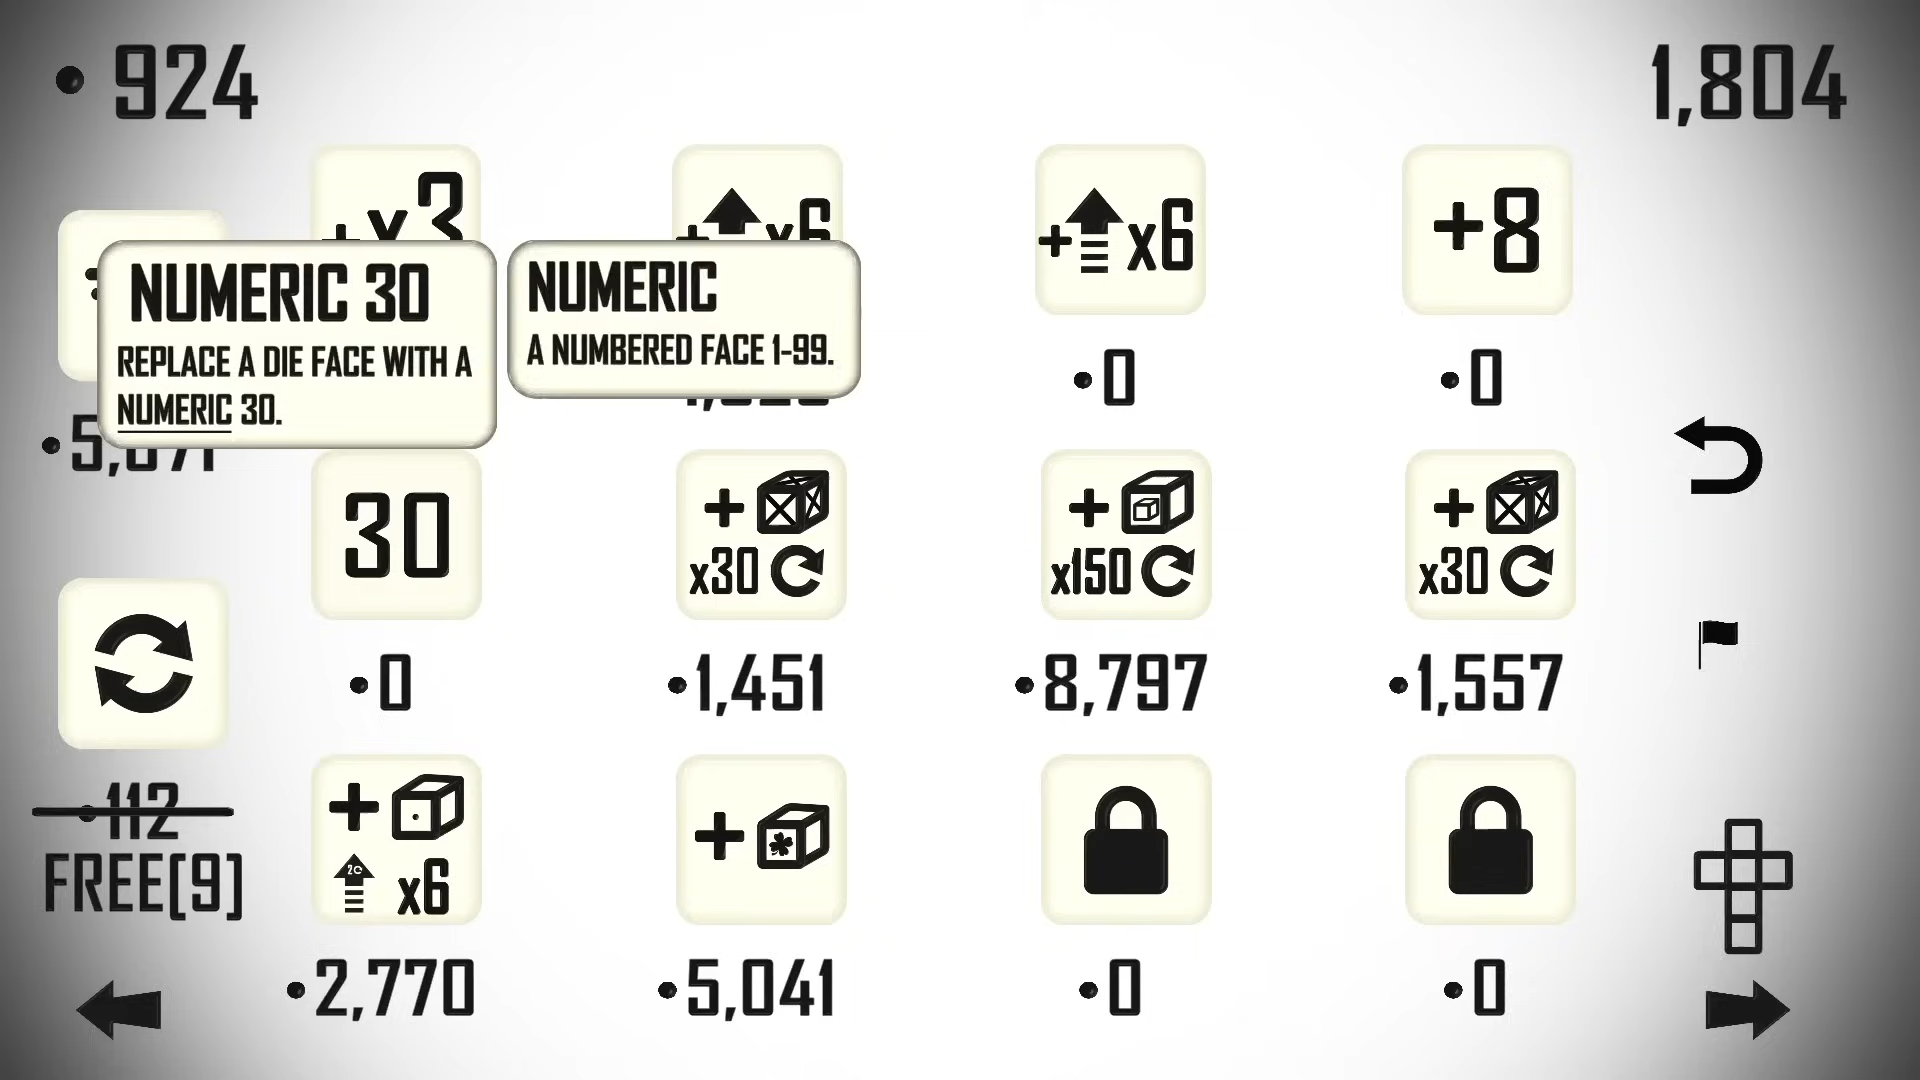 924
1,804
+x3
+x6
+x6
+8
NUMERIC 30
REPLACE A DIE FACE WITH A
NUMERIC 30.
NUMERIC
A NUMBERED FACE 1-99.
0
0
30
+
x30
+
x150
+
x30
0
1,451
8,797
1,557
112
FREE[9]
+
x6
+
2,770
5,041
0
0